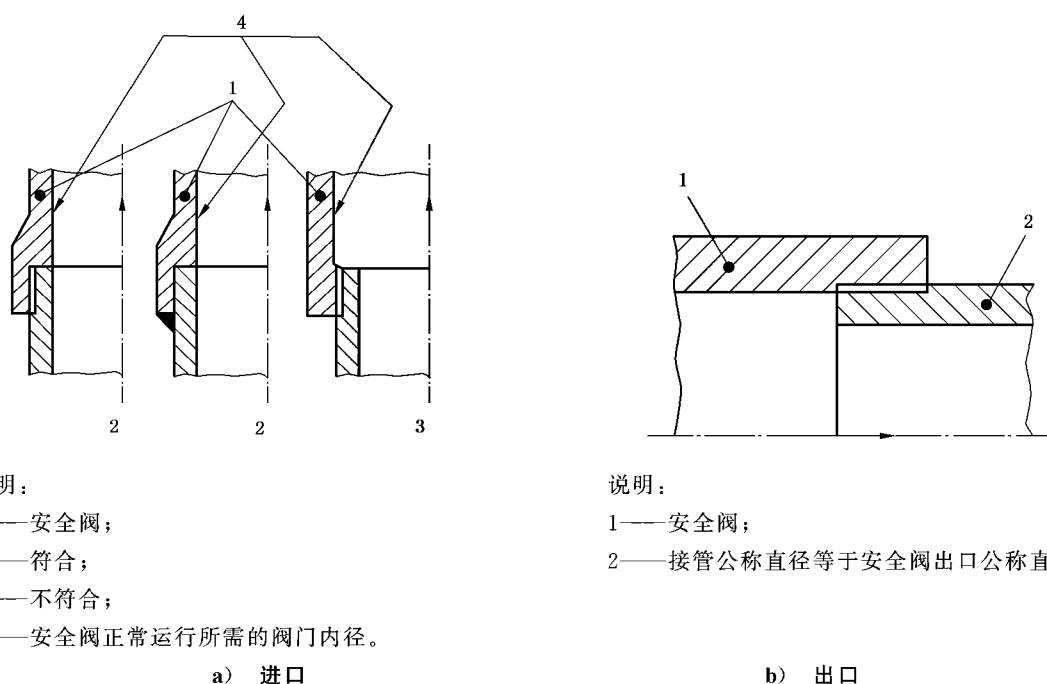 4
1
1
2
2
2
3
明：
——安全阀；
——符合；
——不符合；
——安全阀正常运行所需的阀门内径。
a） 进口
说明：
1——安全阀；
2——接管公称直径等于安全阀出口公称直
b） 出口